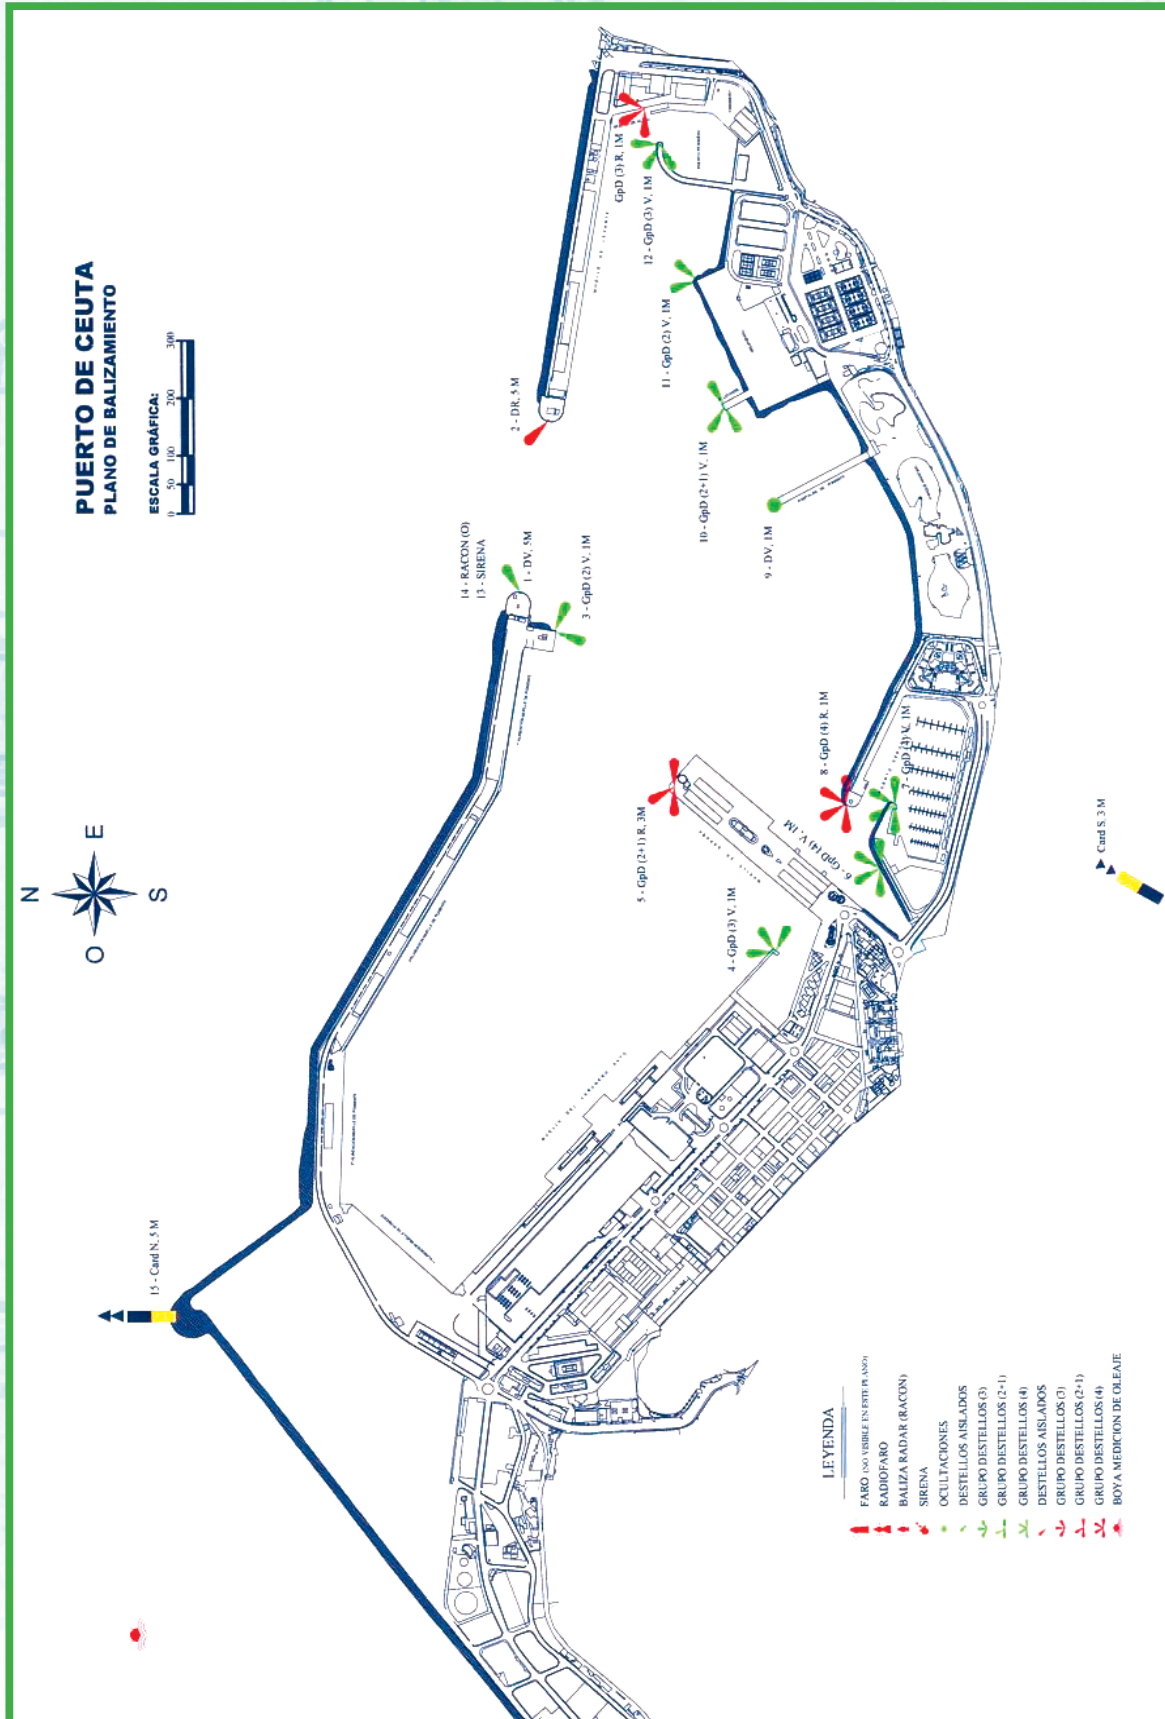 PUERTO DE CEUTA
PLANO DE BALIZAMIENTO
ESCALA GRÁFICA:
0 50 100 200 300
N
O E
S
GpD (3) R, 1M
12 - GpD (3) V, 1M
11 - GpD (2) V, 1M
2 - DR, 5 M
10 - GpD (2+1) V, 1M
9 - DV, 1M
14 - RACON (O)
13 - SIRENA
1 - DV, 5M
3 - GpD (2) V, 1M
8 - GpD (4) R, 1M
7 - GpD (4) V, 1M
5 - GpD (2+1) R, 3M
6 - GpD (4) V, 1M
4 - GpD (3) V, 1M
Card S, 3 M
15 - Card N, 5 M
LEYENDA
FARO (NO VISIBLE EN ESTE PLANO)
RADIOFARO
BALIZA RADAR (RACON)
SIRENA
OCULTACIONES
DESTELLOS AISLADOS
GRUPO DESTELLOS (3)
GRUPO DESTELLOS (2+1)
GRUPO DESTELLOS (4)
DESTELLOS AISLADOS
GRUPO DESTELLOS (3)
GRUPO DESTELLOS (2+1)
GRUPO DESTELLOS (4)
BOYA MEDICION DE OLEAJE